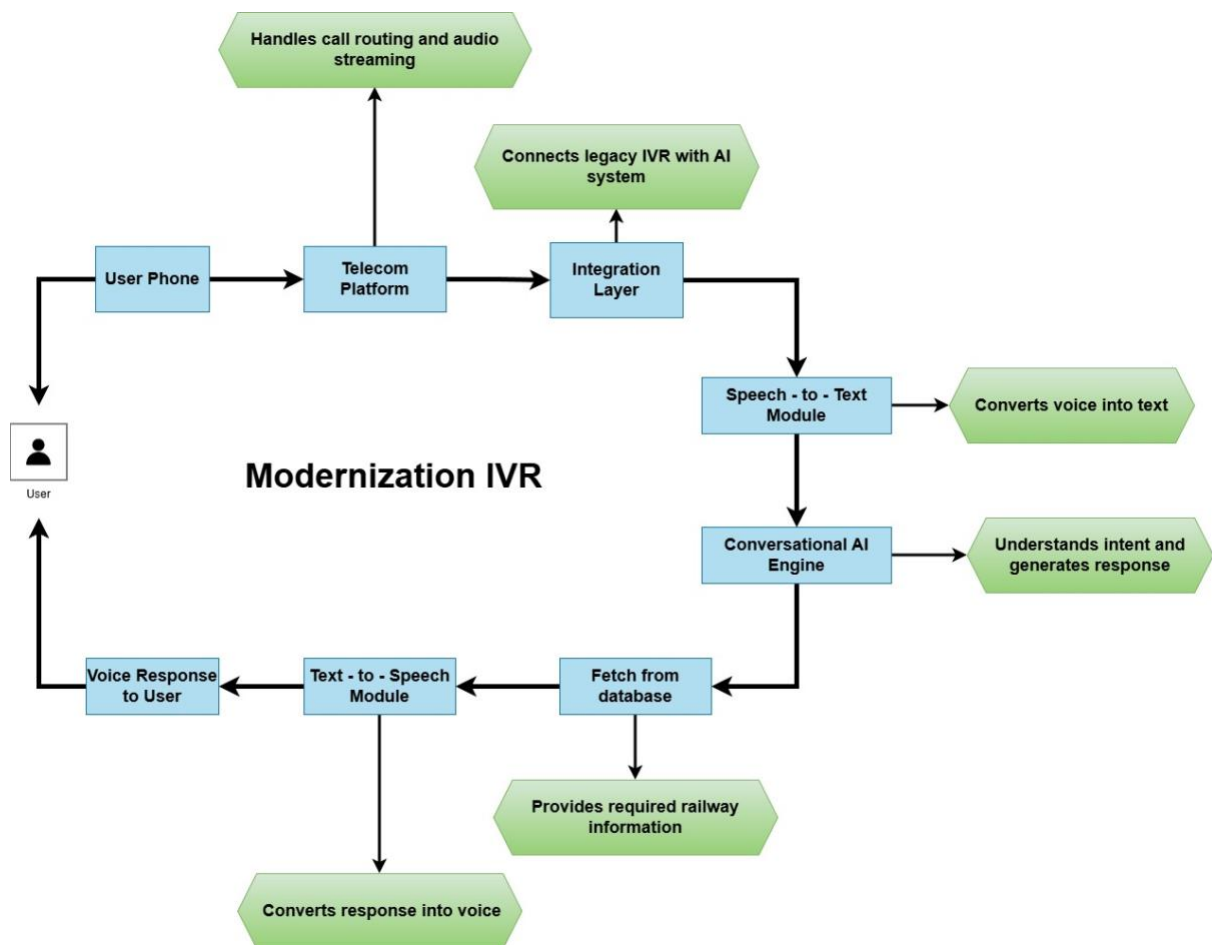 Handles call routing and audio
streaming
Connects legacy IVR with AI
system
User Phone
Telecom
Platform
Integration
Layer
Speech - to - Text
Module
Converts voice into text
User
Modernization IVR
Conversational AI
Engine
Understands intent and
generates response
Voice Response
to User
Text - to - Speech
Module
Fetch from
database
Provides required railway
information
Converts response into voice